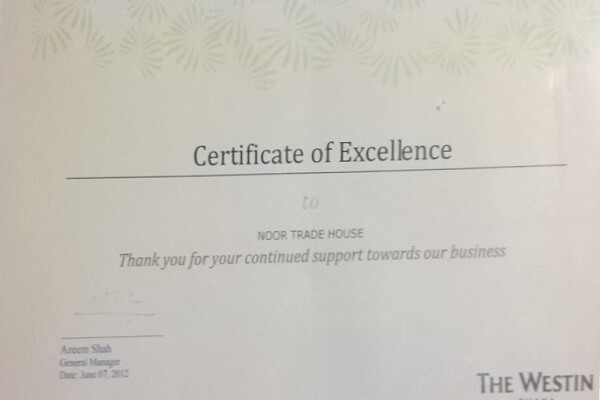 Certificate of Excellence
to
NOOR TRADE HOUSE
Thank you for your continued support towards our business
Azeem Shah
General Manager
Date: June 07, 2012
THE WESTIN